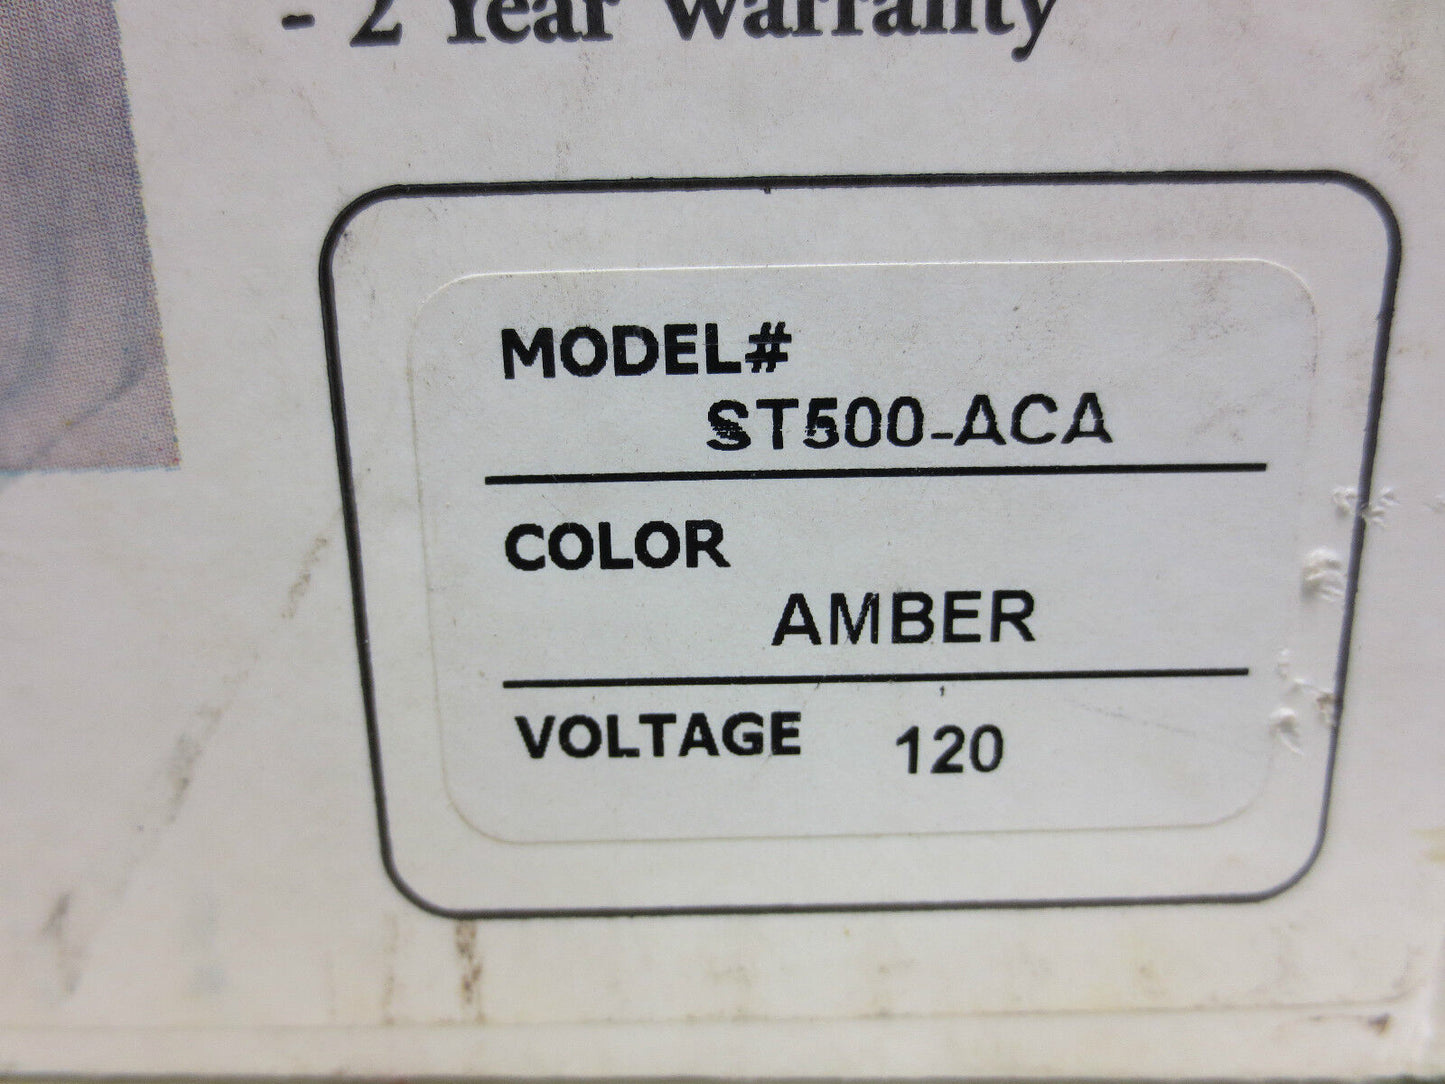 - 2 Year Warranty
MODEL#
ST500-ACA
COLOR
AMBER
VOLTAGE 120